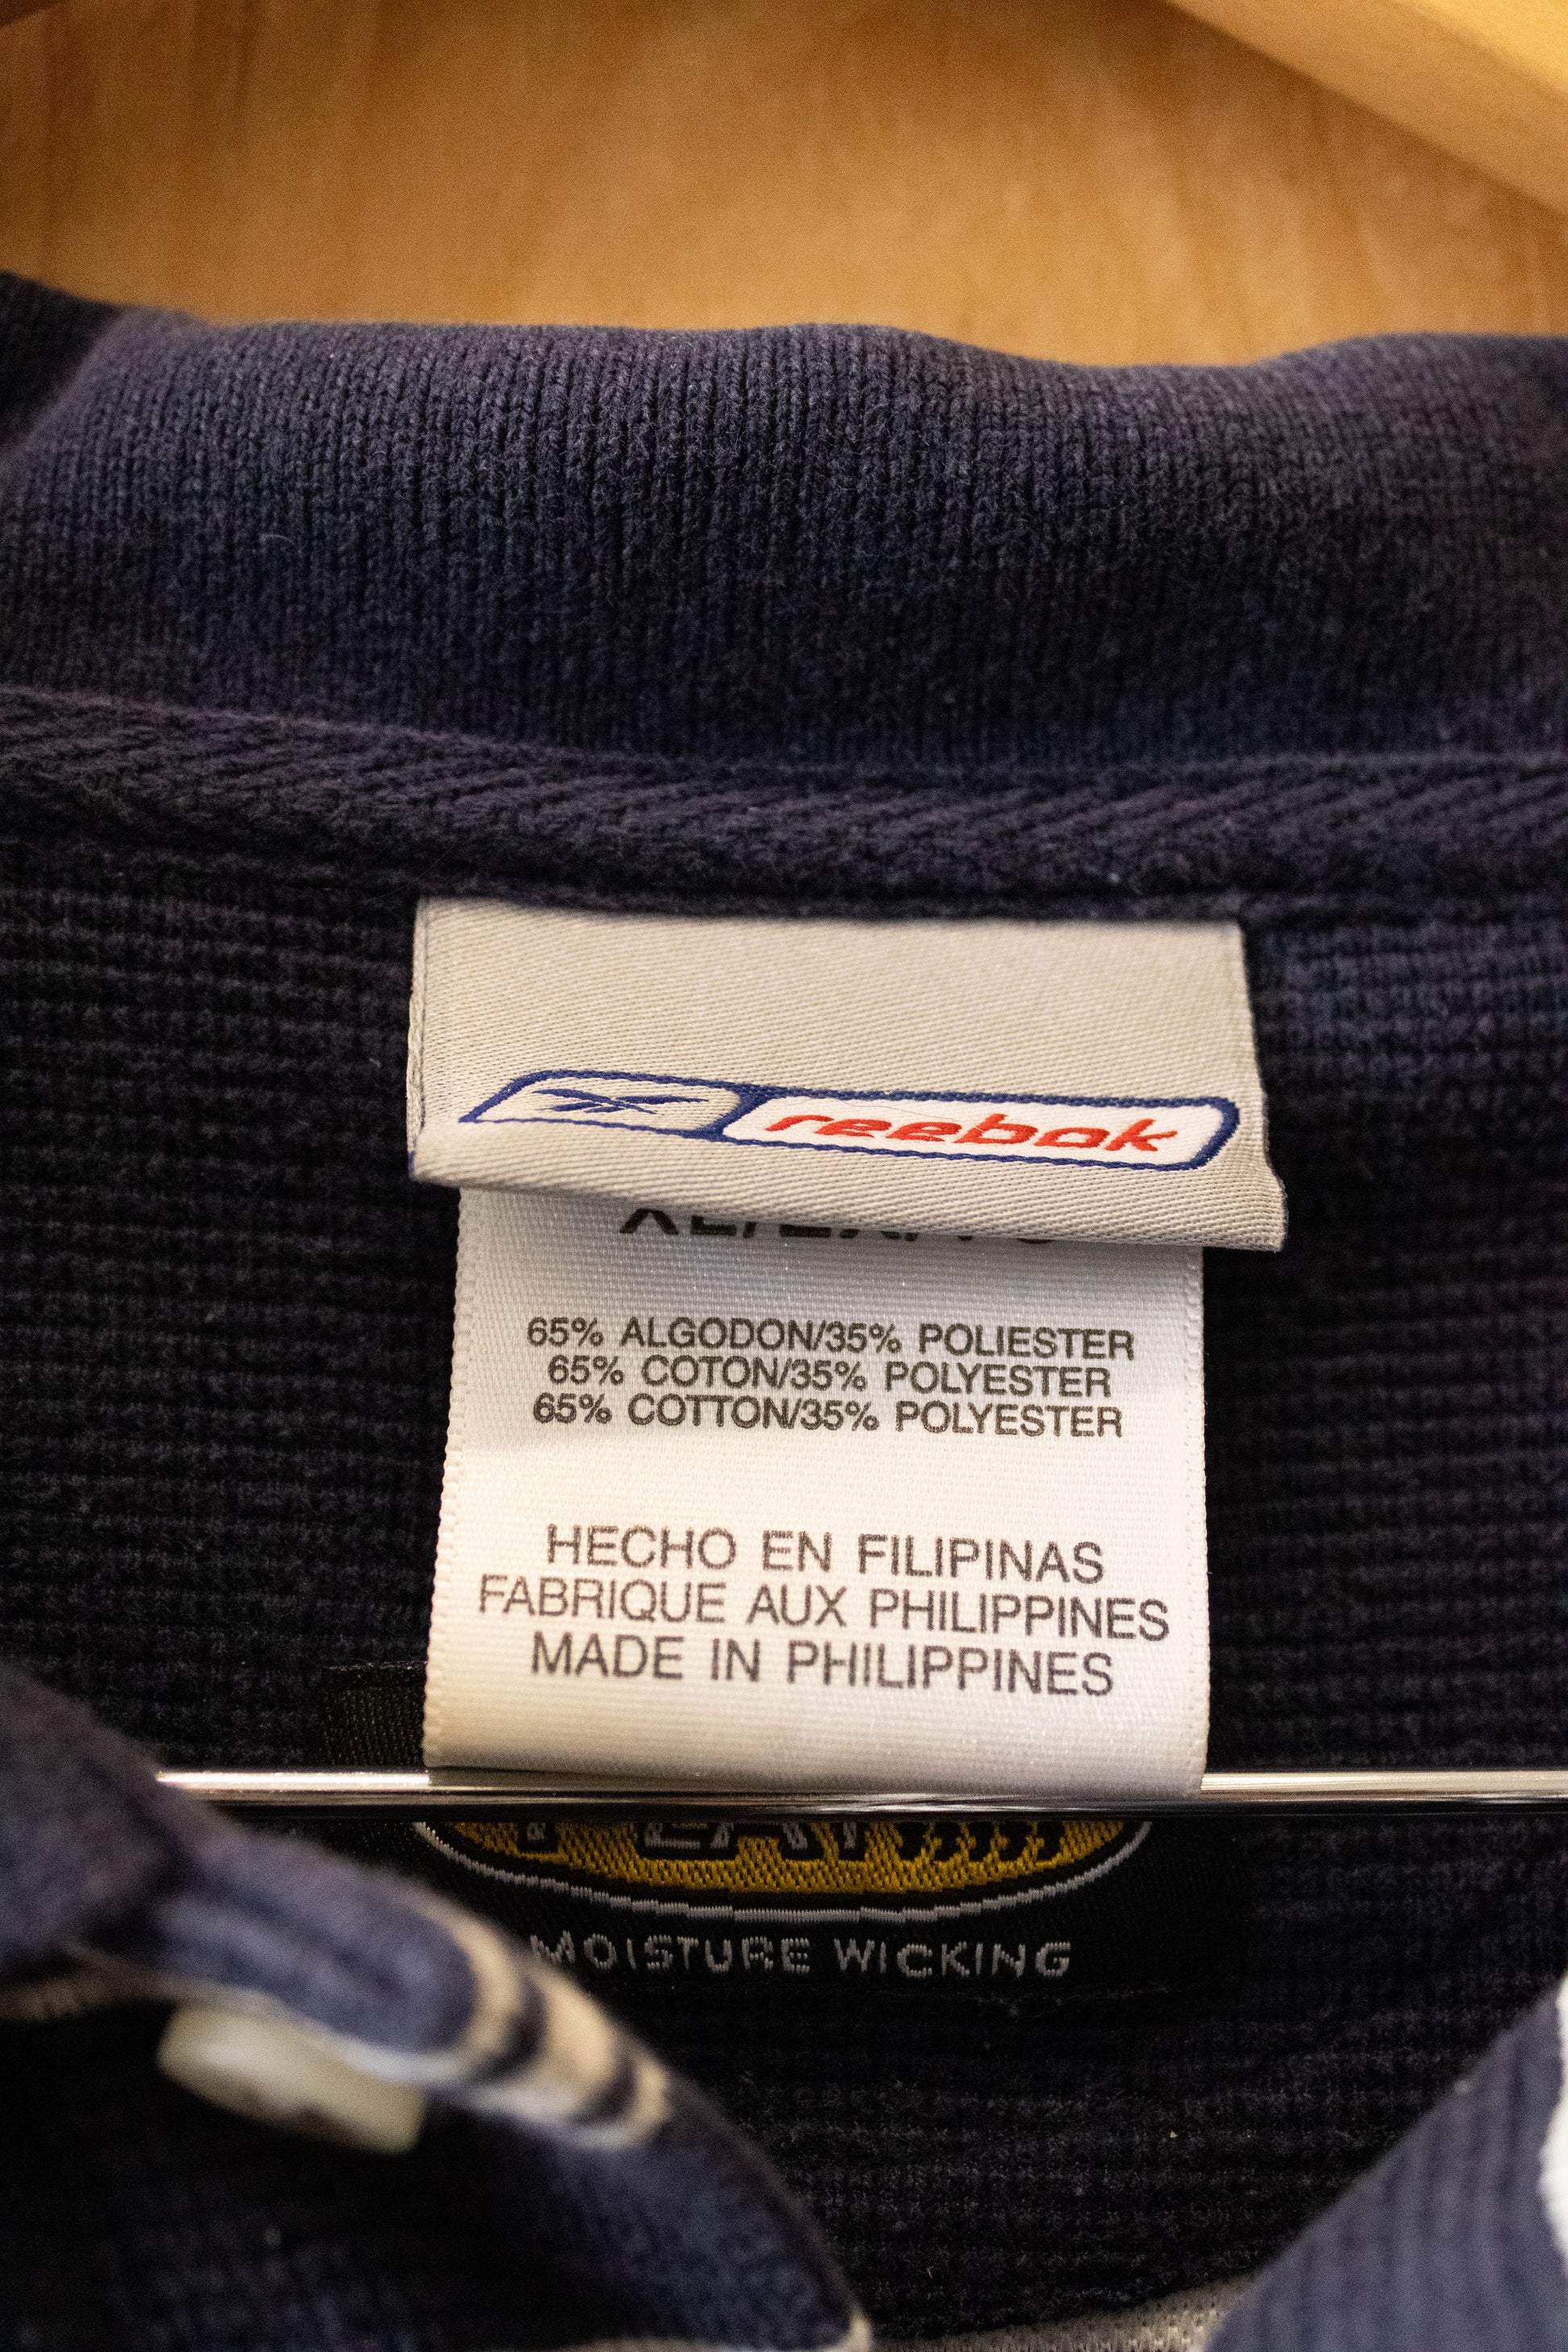 reebok
65% ALGODON/35% POLIESTER
65% COTON/35% POLYESTER
65% COTTON/35% POLYESTER
HECHO EN FILIPINAS
FABRIQUE AUX PHILIPPINES
MADE IN PHILIPPINES
MOISTURE WICKING